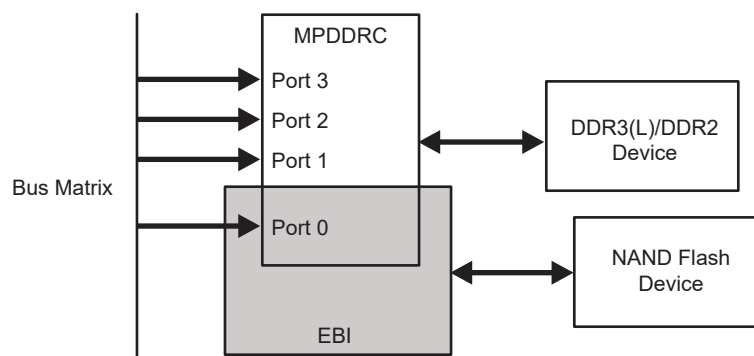 MPDDRC
Port 3
Port 2
Port 1
DDR3(L)/DDR2
Device
Bus Matrix
Port 0
NAND Flash
Device
EBI